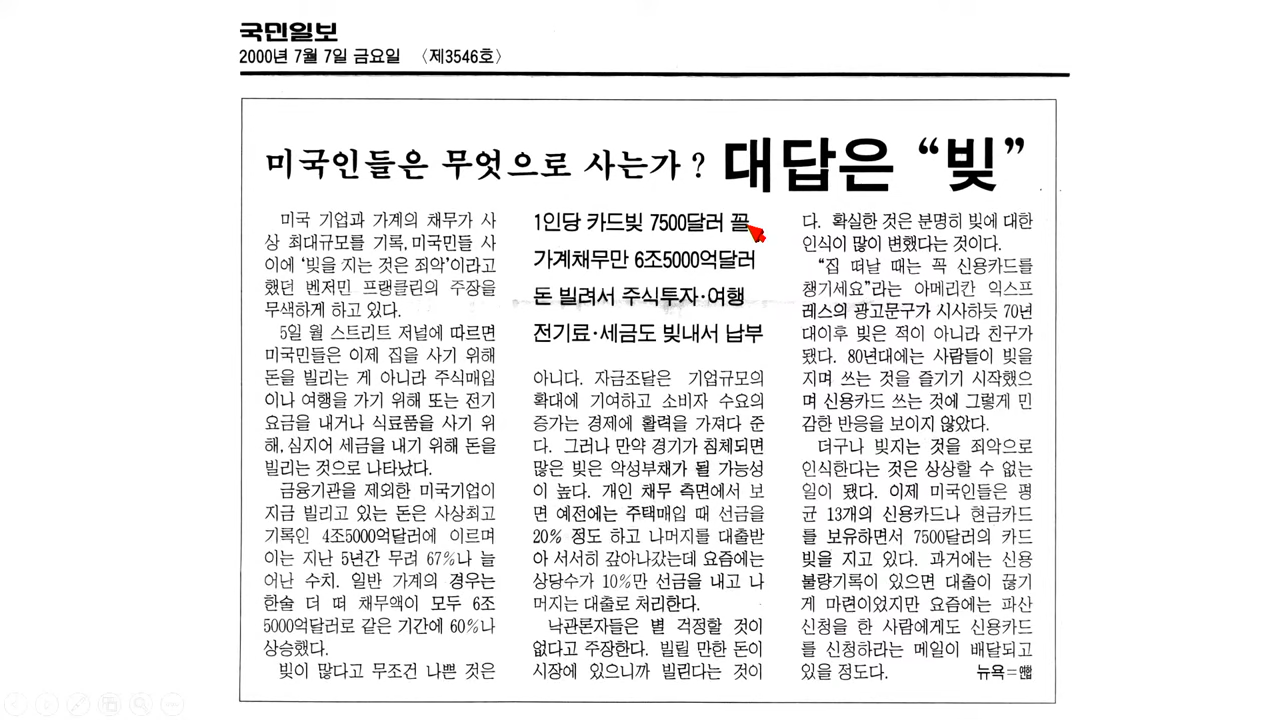 국민일보
2000년 7월 7일 금요일 〈제3546호〉
미국인들은 무엇으로 사는가? 대답은 “빚”
미국 기업과 가계의 채무가 사
상 최대규모를 기록, 미국민들 사
이에 ‘빚을 지는 것은 죄악’이라고
했던 벤저민 프랭클린의 주장을
무색하게 하고 있다.
5일 월 스트리트 저널에 따르면
미국민들은 이제 집을 사기 위해
돈을 빌리는 게 아니라 주식매입
이나 여행을 가기 위해 또는 전기
요금을 내거나 식료품을 사기 위
해, 심지어 세금을 내기 위해 돈을
빌리는 것으로 나타났다.
금융기관을 제외한 미국기업이
지금 빌리고 있는 돈은 사상최고
기록인 4조5000억달러에 이르며
이는 지난 5년간 무려 67%나 늘
어난 수치. 일반 가계의 경우는
한술 더 떠 채무액이 모두 6조
5000억달러로 같은 기간에 60%나
상승했다.
빚이 많다고 무조건 나쁜 것은
1인당 카드빚 7500달러 꼴
가계채무만 6조5000억달러
돈 빌려서 주식투자·여행
전기료·세금도 빚내서 납부
아니다. 자금조달은 기업규모의
확대에 기여하고 소비자 수요의
증가는 경제에 활력을 가져다 준
다. 그러나 만약 경기가 침체되면
많은 빚은 악성부채가 될 가능성
이 높다. 개인 채무 측면에서 보
면 예전에는 주택매입 때 선금을
20% 정도 하고 나머지를 대출받
아 서서히 갚아나갔는데 요즘에는
상당수가 10%만 선금을 내고 나
머지는 대출로 처리한다.
낙관론자들은 별 걱정할 것이
없다고 주장한다. 빌릴 만한 돈이
시장에 있으니까 빌린다는 것이
다. 확실한 것은 분명히 빚에 대한
인식이 많이 변했다는 것이다.
“집 떠날 때는 꼭 신용카드를
챙기세요”라는 아메리칸 익스프
레스의 광고문구가 시사하듯 70년
대이후 빚은 적이 아니라 친구가
됐다. 80년대에는 사람들이 빚을
지며 쓰는 것을 즐기기 시작했으
며 신용카드 쓰는 것에 그렇게 민
감한 반응을 보이지 않았다.
더구나 빚지는 것을 죄악으로
인식한다는 것은 상상할 수 없는
일이 됐다. 이제 미국인들은 평
균 13개의 신용카드나 현금카드
를 보유하면서 7500달러의 카드
빚을 지고 있다. 과거에는 신용
불량기록이 있으면 대출이 끊기
게 마련이었지만 요즘에는 파산
신청을 한 사람에게도 신용카드
를 신청하라는 메일이 배달되고
있을 정도다. 뉴욕=연합